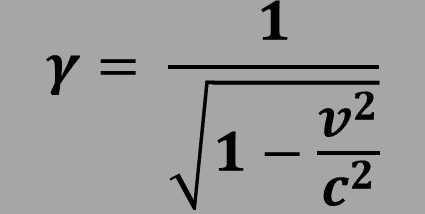 γ = 1 / √(1 − v²/c²)